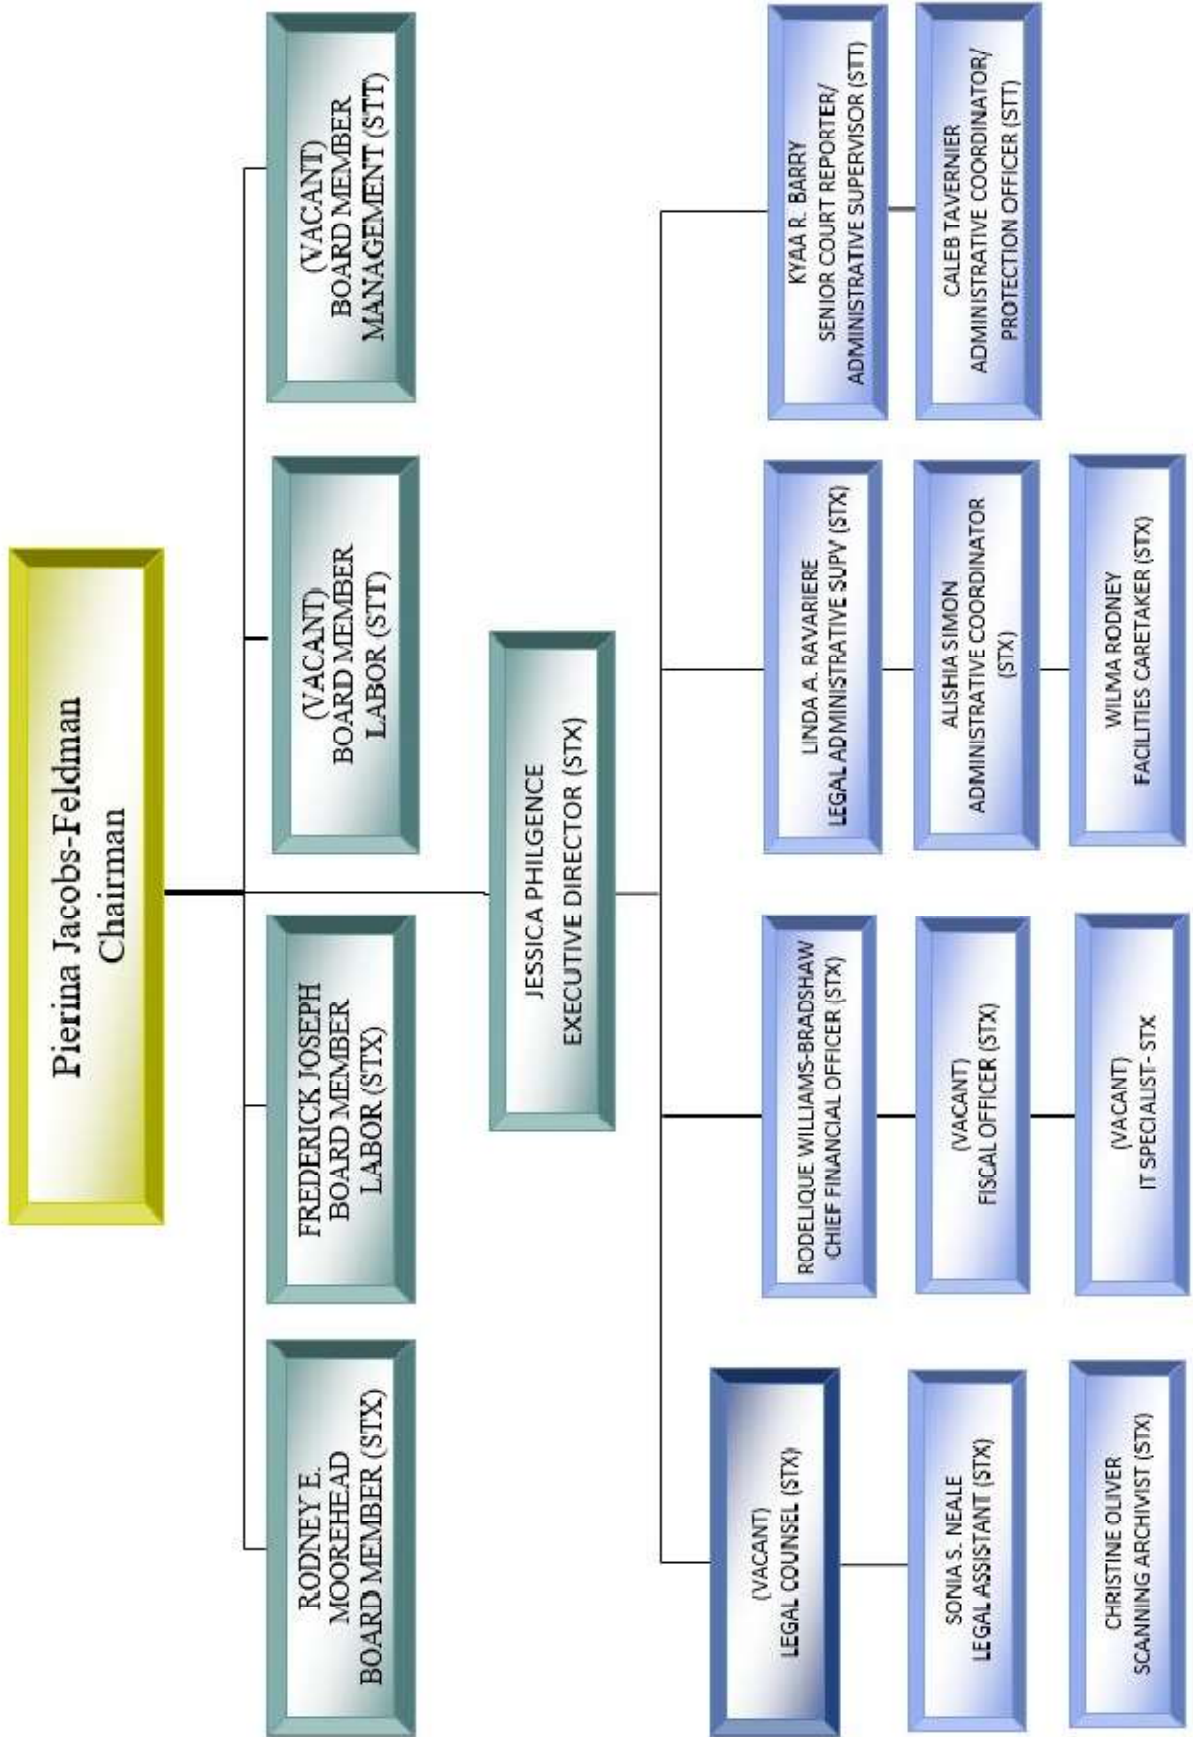 Pierina Jacobs-Feldman
Chairman
RODNEY E.
MOOREHEAD
BOARD MEMBER (STX)
FREDERICK JOSEPH
BOARD MEMBER
LABOR (STX)
(VACANT)
BOARD MEMBER
LABOR (STT)
(VACANT)
BOARD MEMBER
MANAGEMENT (STT)
JESSICA PHILGENCE
EXECUTIVE DIRECTOR (STX)
(VACANT)
LEGAL COUNSEL (STX)
SONIA S. NEALE
LEGAL ASSISTANT (STX)
CHRISTINE OLIVER
SCANNING ARCHIVIST (STX)
RODELIQUE WILLIAMS-BRADSHAW
CHIEF FINANCIAL OFFICER (STX)
(VACANT)
FISCAL OFFICER (STX)
(VACANT)
IT SPECIALIST- STX
LINDA A. RAVARIERE
LEGAL ADMINISTRATIVE SUPV (STX)
ALISHIA SIMON
ADMINISTRATIVE COORDINATOR
(STX)
WILMA RODNEY
FACILITIES CARETAKER (STX)
KYAA R. BARRY
SENIOR COURT REPORTER/
ADMINISTRATIVE SUPERVISOR (STT)
CALEB TAVERNIER
ADMINISTRATIVE COORDINATOR/
PROTECTION OFFICER (STT)